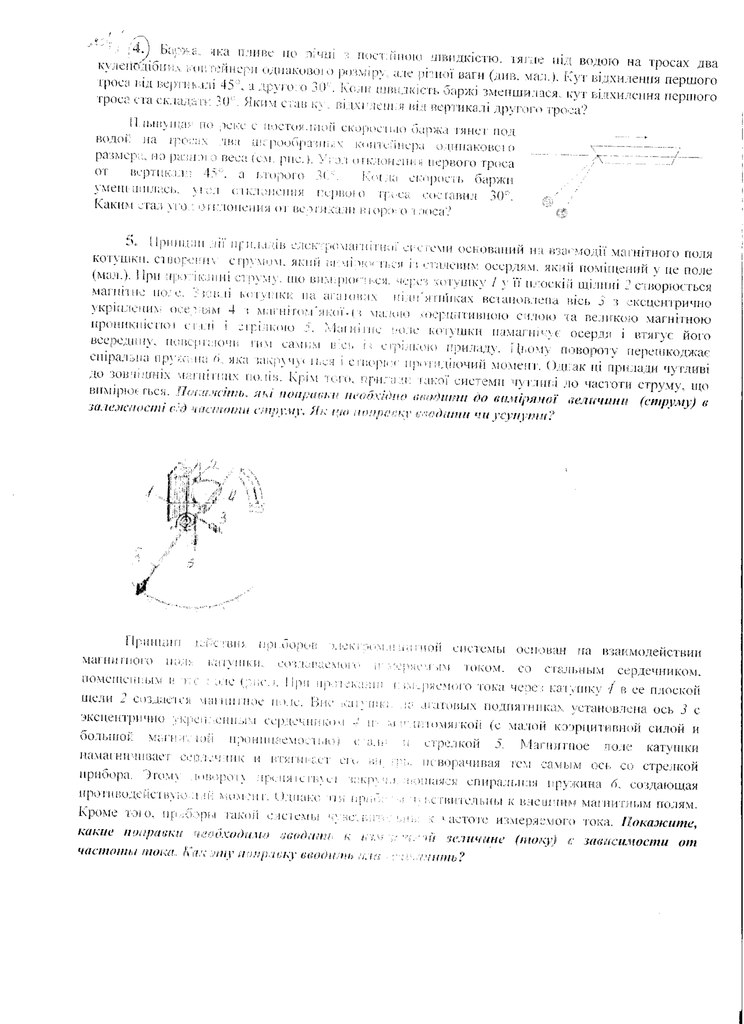 4. Баржа, яка пливе по річці з постійною швидкістю, тягне під водою на тросах два
кулеподібних контейнери однакового розміру, але різної ваги (див. мал.). Кут відхилення першого
троса від вертикалі 45°, а другого 30°. Коли швидкість баржі зменшилася, кут відхилення першого
троса став складати 30°. Яким став кут відхилення від вертикалі другого троса?
Плывущая по реке с постоянной скоростью баржа тянет под
водой на тросах два шарообразных контейнера одинакового
размера, но разного веса (см. рис.). Угол отклонения первого троса
от вертикали 45°, а второго 30°. Когда скорость баржи
уменьшилась, угол отклонения первого троса составил 30°.
Каким стал угол отклонения от вертикали второго троса?
5. Принцип дії приладів електромагнітної системи оснований на взаємодії магнітного поля
котушки, створених струмом, який вимірюється із сталевим осердям, який поміщений у це поле
(мал.). При протіканні струму, що вимірюється, через котушку 1 у її плоскій щілині 2 створюється
магнітне поле. Ззовні котушки на агатових підп'ятниках встановлена вісь 3 з ексцентрично
укріпленим осердям 4 з магнітом'якої (з малою коерцитивною силою та великою магнітною
проникністю) сталі і стрілкою 5. Магнітне поле котушки намагнічує осердя і втягує його
всередину, повертаючи тим самим вісь із стрілкою приладу. Цьому повороту перешкоджає
спіральна пружина 6, яка закручується і створює протидіючий момент. Однак ці прилади чутливі
до зовнішніх магнітних полів. Крім того, прилади такої системи чутливі до частоти струму, що
вимірюється. Покажіть, які поправки необхідно вводити до виміряної величини (струму) в
залежності від частоти струму. Як цю поправку вводити чи усунути?
1
2
4
3
5
6
Принцип действия приборов электромагнитной системы основан на взаимодействии
магнитного поля катушки, создаваемого измеряемым током, со стальным сердечником,
помещенным в это поле (рис.). При протекании измеряемого тока через катушку 1 в ее плоской
щели 2 создается магнитное поле. Вне катушки на агатовых подпятниках установлена ось 3 с
эксцентрично укрепленным сердечником 4 из магнитомягкой (с малой коэрцитивной силой и
большой магнитной проницаемостью) стали и стрелкой 5. Магнитное поле катушки
намагничивает сердечник и втягивает его внутрь, поворачивая тем самым ось со стрелкой
прибора. Этому повороту препятствует закручивающаяся спиральная пружина 6, создающая
противодействующий момент. Однако эти приборы чувствительны к внешним магнитным полям.
Кроме того, приборы такой системы чувствительны к частоте измеряемого тока. Покажите,
какие поправки необходимо вводить к измеряемой величине (току) в зависимости от
частоты тока. Как эту поправку вводить или устранить?